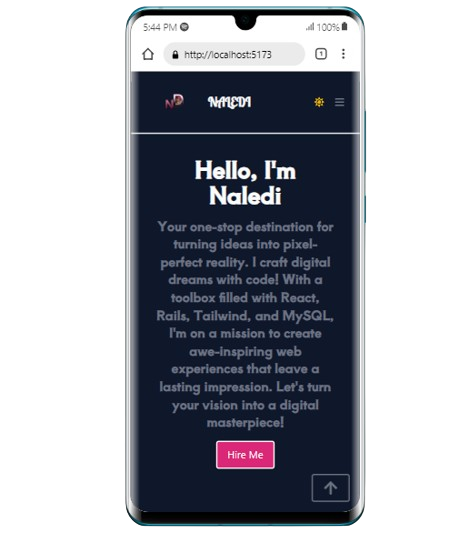 5:44 PM
100%
http://localhost:5173
1
ND
NALEDI
Hello, I'm
Naledi
Your one-stop destination for
turning ideas into pixel-
perfect reality. I craft digital
dreams with code! With a
toolbox filled with React,
Rails, Tailwind, and MySQL,
I'm on a mission to create
awe-inspiring web
experiences that leave a
lasting impression. Let's turn
your vision into a digital
masterpiece!
Hire Me